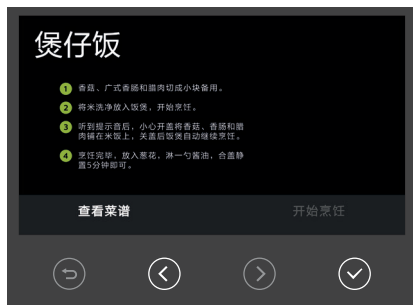 煲仔饭
1 香菇、广式香肠和腊肉切成小块备用。
2 将米洗净放入饭煲，开始烹饪。
3 听到提示音后，小心开盖将香菇、香肠和腊
肉铺在米饭上，关盖后饭煲自动继续烹饪。
4 烹饪完毕，放入葱花，淋一勺酱油，合盖静
置5分钟即可。
查看菜谱
开始烹饪